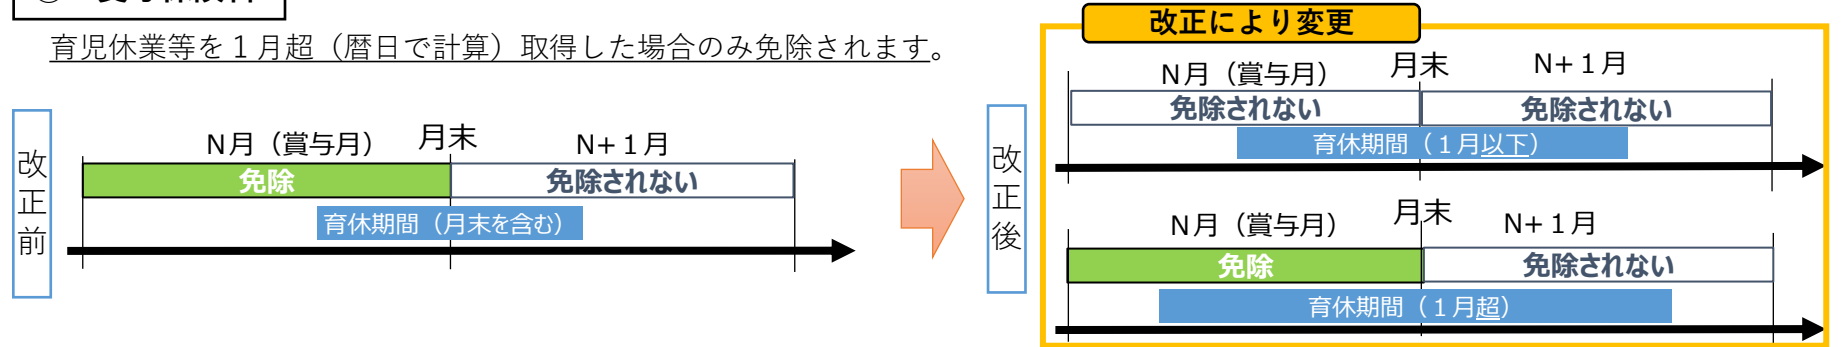 育児休業等を１月超（暦日で計算）取得した場合のみ免除されます。
改正前
N月（賞与月）
月末
N+１月
免除
免除されない
育休期間（月末を含む）
改正後
改正により変更
N月（賞与月）
月末
N+１月
免除されない
免除されない
育休期間（１月以下）
N月（賞与月）
月末
N+１月
免除
免除されない
育休期間（１月超）